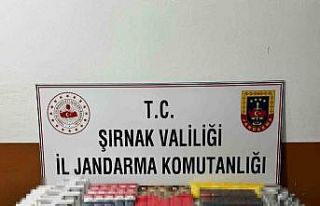 T.C.
ŞIRNAK VALİLİĞİ
İL JANDARMA KOMUTANLIĞI